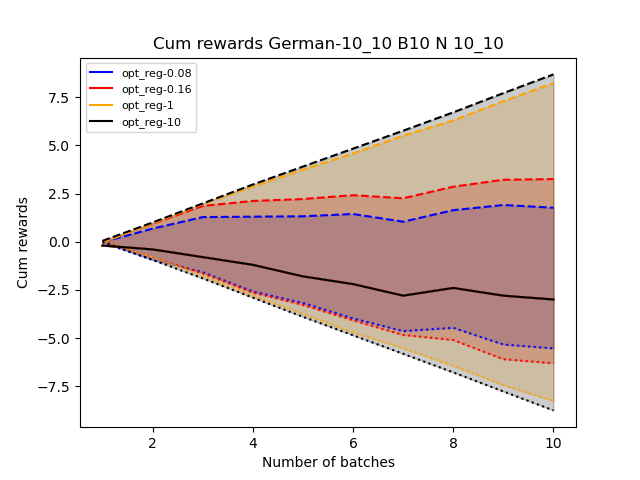 Cum rewards German-10_10 B10 N 10_10
opt_reg-0.08
opt_reg-0.16
opt_reg-1
opt_reg-10
7.5
5.0
2.5
0.0
−2.5
−5.0
−7.5
Cum rewards
2
4
6
8
10
Number of batches